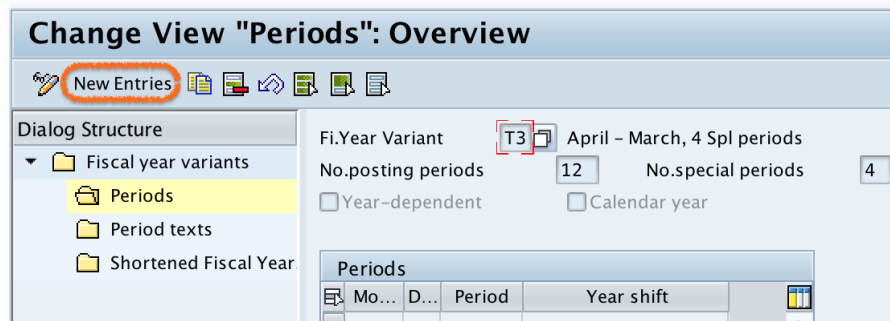 Change View "Periods": Overview
New Entries
Dialog Structure
Fiscal year variants
Periods
Period texts
Shortened Fiscal Year
Fi.Year Variant T3 April – March, 4 Spl periods
No.posting periods 12 No.special periods 4
Year-dependent Calendar year
Periods
Mo... D... Period Year shift